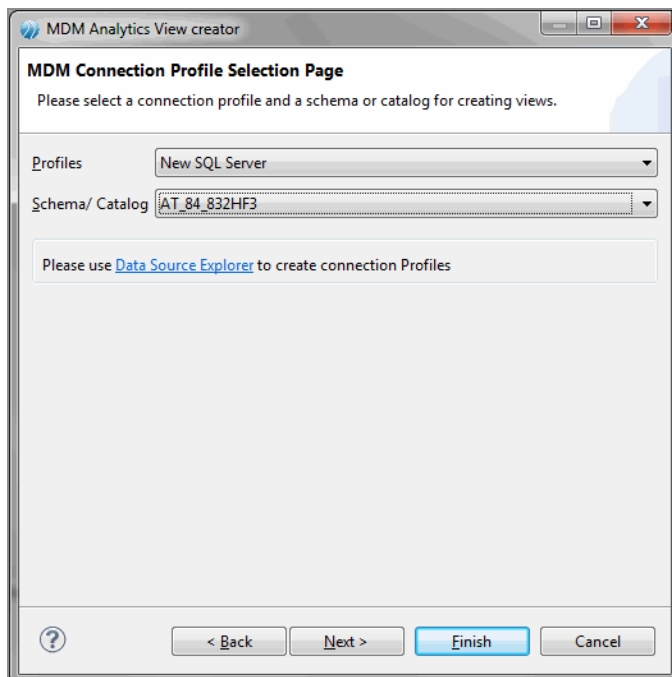 MDM Analytics View creator
MDM Connection Profile Selection Page
Please select a connection profile and a schema or catalog for creating views.
Profiles New SQL Server
Schema/ Catalog AT_84_832HF3
Please use Data Source Explorer to create connection Profiles
? < Back Next > Finish Cancel